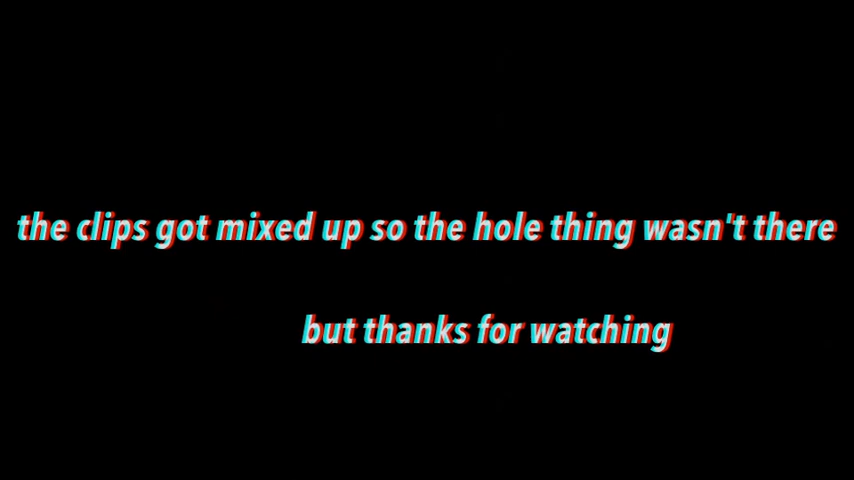 the clips got mixed up so the hole thing wasn't there
but thanks for watching